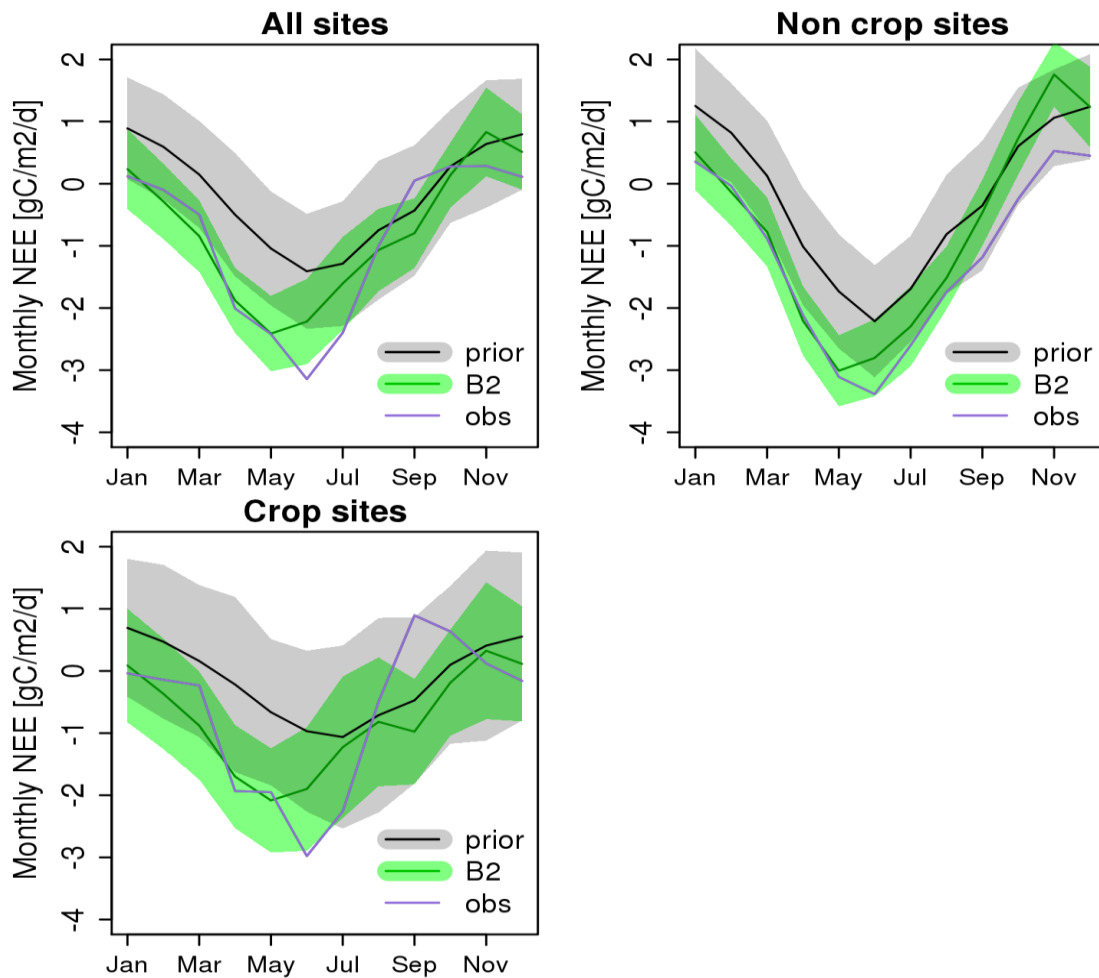 All sites
Monthly NEE [gC/m2/d]
2
1
0
-1
-2
-3
-4
prior
B2
obs
Jan Mar May Jul Sep Nov
Non crop sites
Monthly NEE [gC/m2/d]
2
1
0
-1
-2
-3
-4
prior
B2
obs
Jan Mar May Jul Sep Nov
Crop sites
Monthly NEE [gC/m2/d]
2
1
0
-1
-2
-3
-4
prior
B2
obs
Jan Mar May Jul Sep Nov